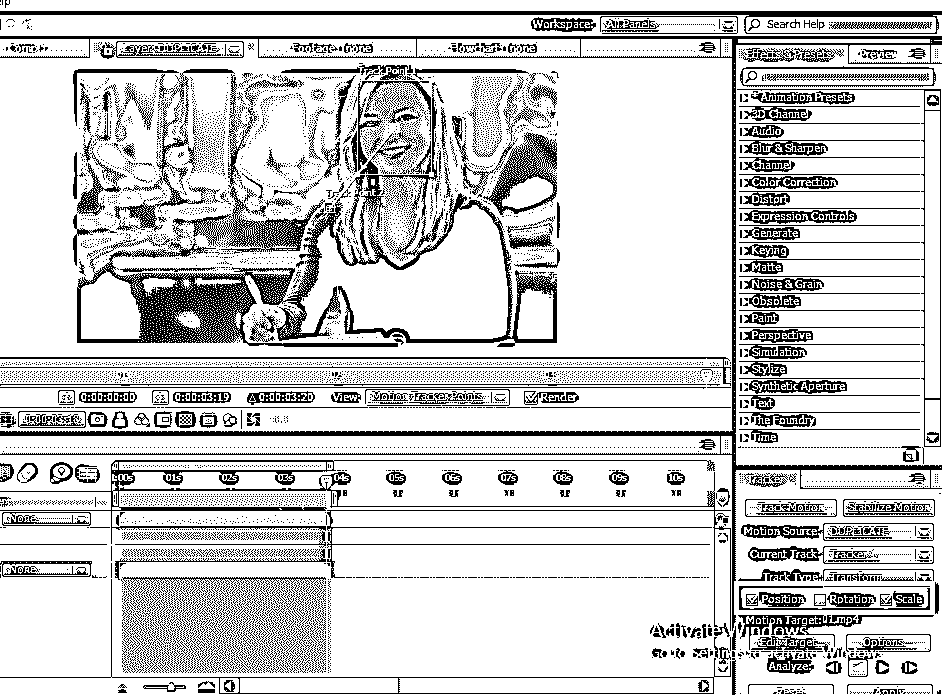 elp
Workspace: All Panels
Search Help
Layer: DUPLICATE
Footage: (none)
Flowchart: (none)
Effects & Presets
Preview
Track Point 1
Track Point 2
* Animation Presets
3D Channel
Audio
Blur & Sharpen
Channel
Color Correction
Distort
Expression Controls
Generate
Keying
Matte
Noise & Grain
Obsolete
Paint
Perspective
Simulation
Stylize
Synthetic Aperture
Text
The Foundry
Time
0:00:00:00
0:00:03:19
Δ 0:00:03:20
View: Motion Tracker Points
Render
0:00:03:19
:00s 01s 02s 03s 04s 05s 06s 07s 08s 09s 10s
None
None
Tracker
Track Motion
Stabilize Motion
Motion Source: DUPLICATE
Current Track:
Track Type: Transform
Position
Rotation
Scale
Motion Target: 01.mp4
Edit Target...
Options...
Analyze:
Reset
Apply
Activate Windows
Go to Settings to activate Windows.